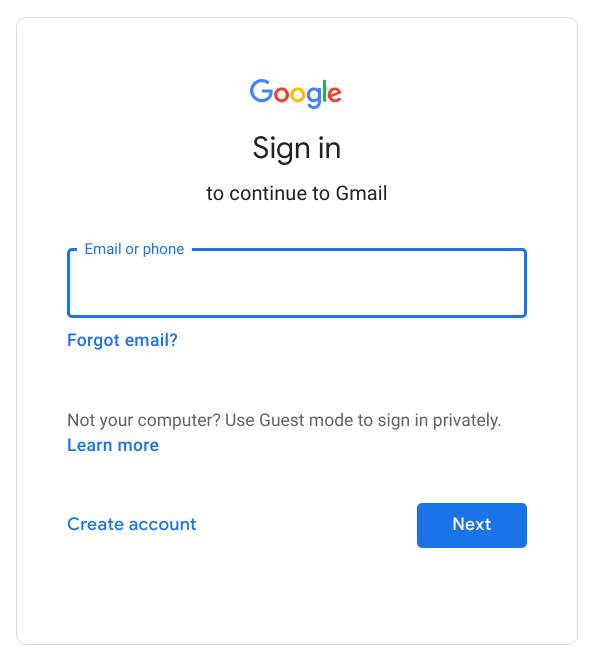 Google
Sign in
to continue to Gmail
Email or phone
Forgot email?
Not your computer? Use Guest mode to sign in privately.
Learn more
Create account
Next